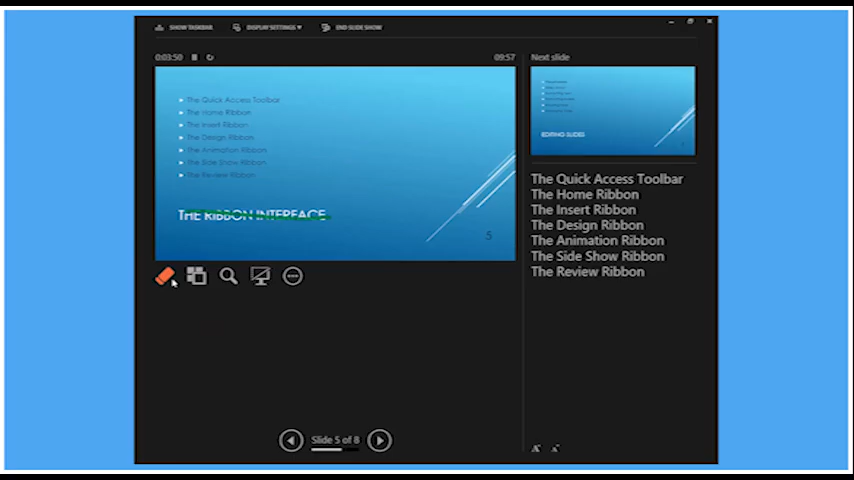 SHOW TASKBAR DISPLAY SETTINGS ▼ END SLIDE SHOW
0:03:50 09:57 Next slide
The Quick Access Toolbar
The Home Ribbon
The Insert Ribbon
The Design Ribbon
The Animation Ribbon
The Side Show Ribbon
The Review Ribbon
THE RIBBON INTERFACE
5
EDITING SLIDES
The Quick Access Toolbar
The Home Ribbon
The Insert Ribbon
The Design Ribbon
The Animation Ribbon
The Side Show Ribbon
The Review Ribbon
Slide 5 of 8
A A